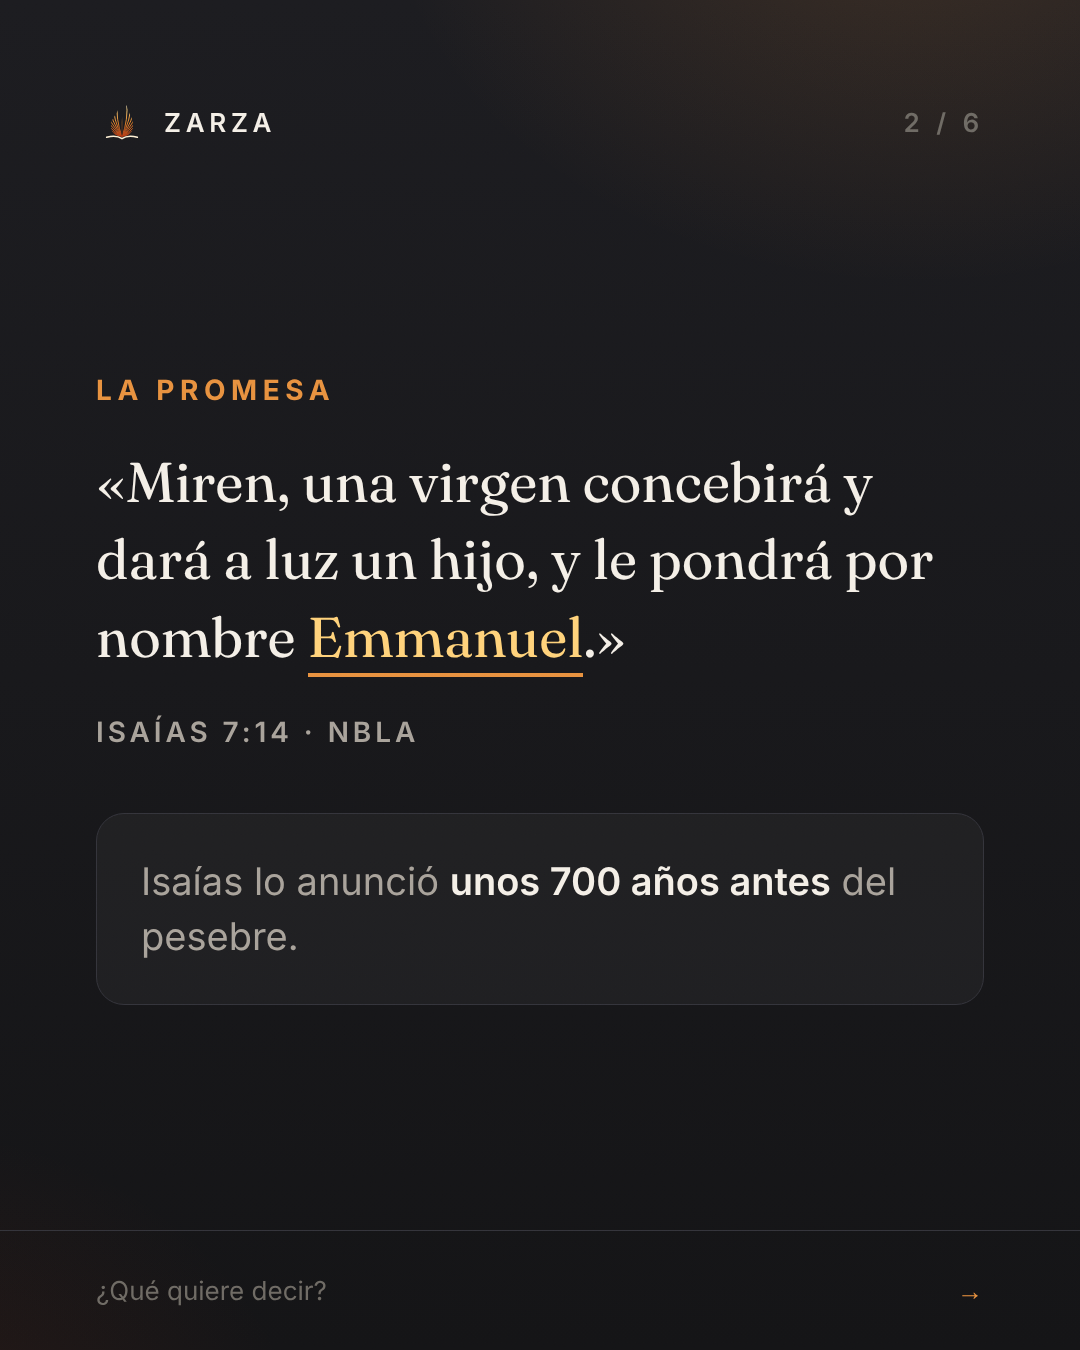 ZARZA
2 / 6
LA PROMESA
«Miren, una virgen concebirá y
dará a luz un hijo, y le pondrá por
nombre Emmanuel.»
ISAÍAS 7:14 · NBLA
Isaías lo anunció unos 700 años antes del
pesebre.
¿Qué quiere decir? →